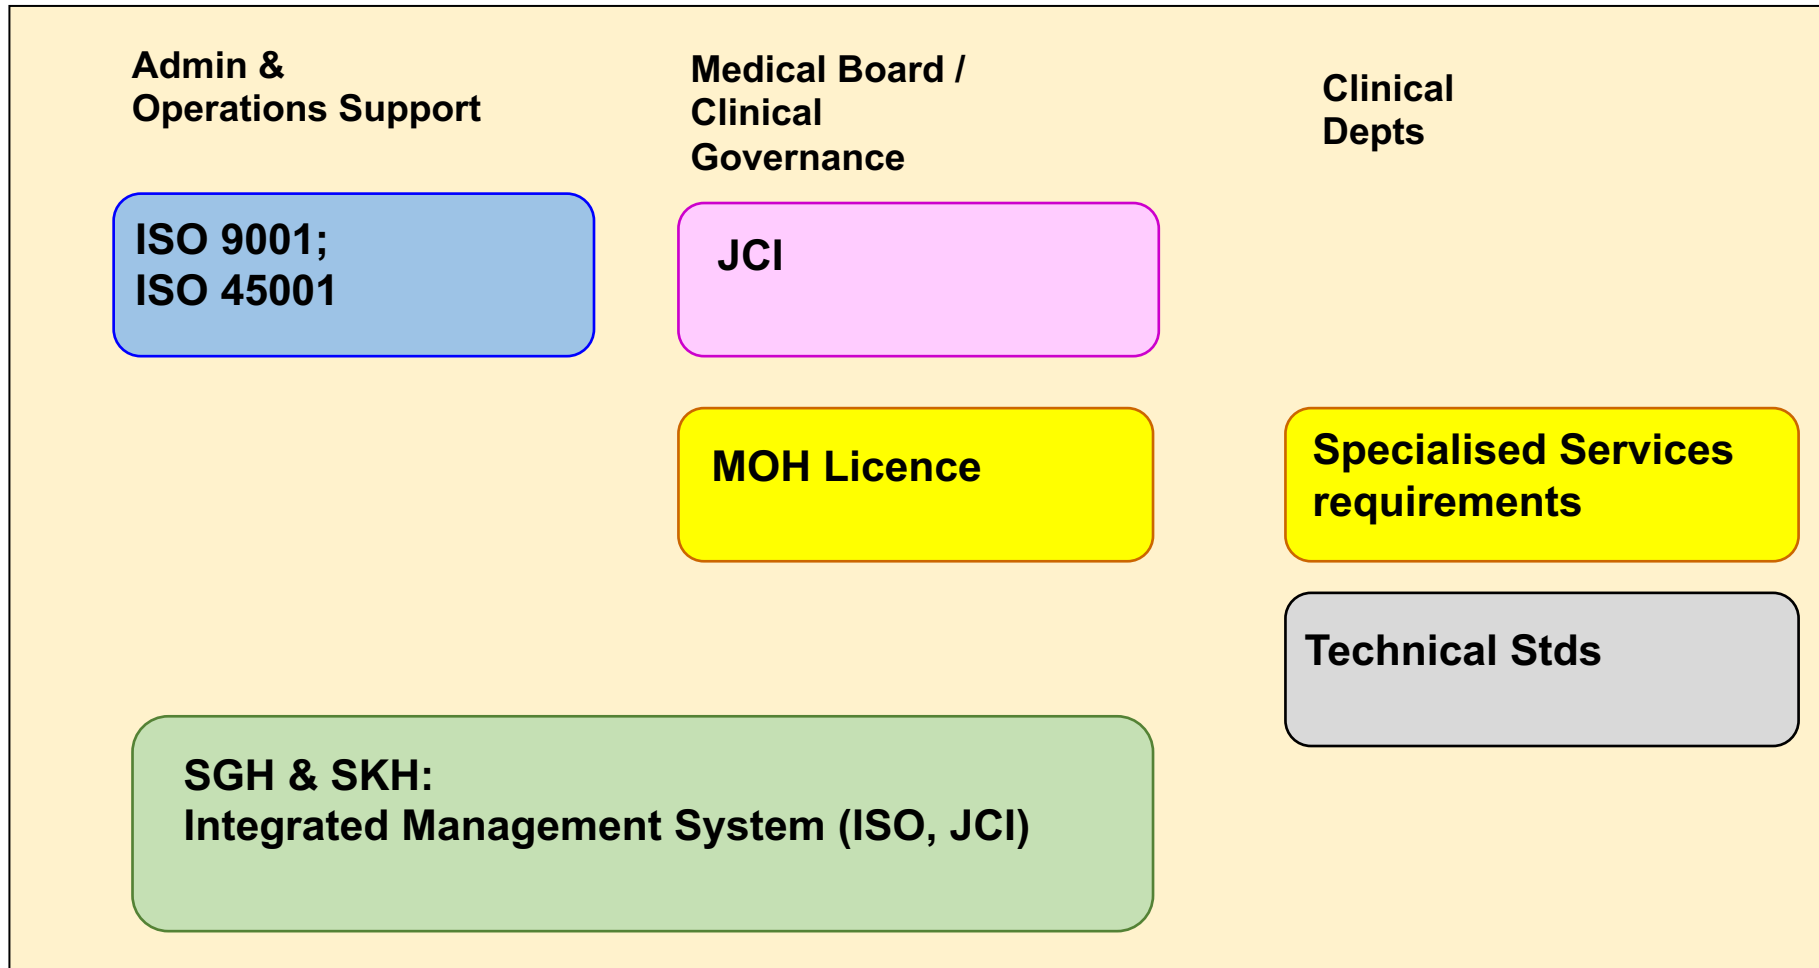 Admin &
Operations Support
Medical Board /
Clinical
Governance
Clinical
Depts
ISO 9001;
ISO 45001
JCI
MOH Licence
Specialised Services
requirements
Technical Stds
SGH & SKH:
Integrated Management System (ISO, JCI)